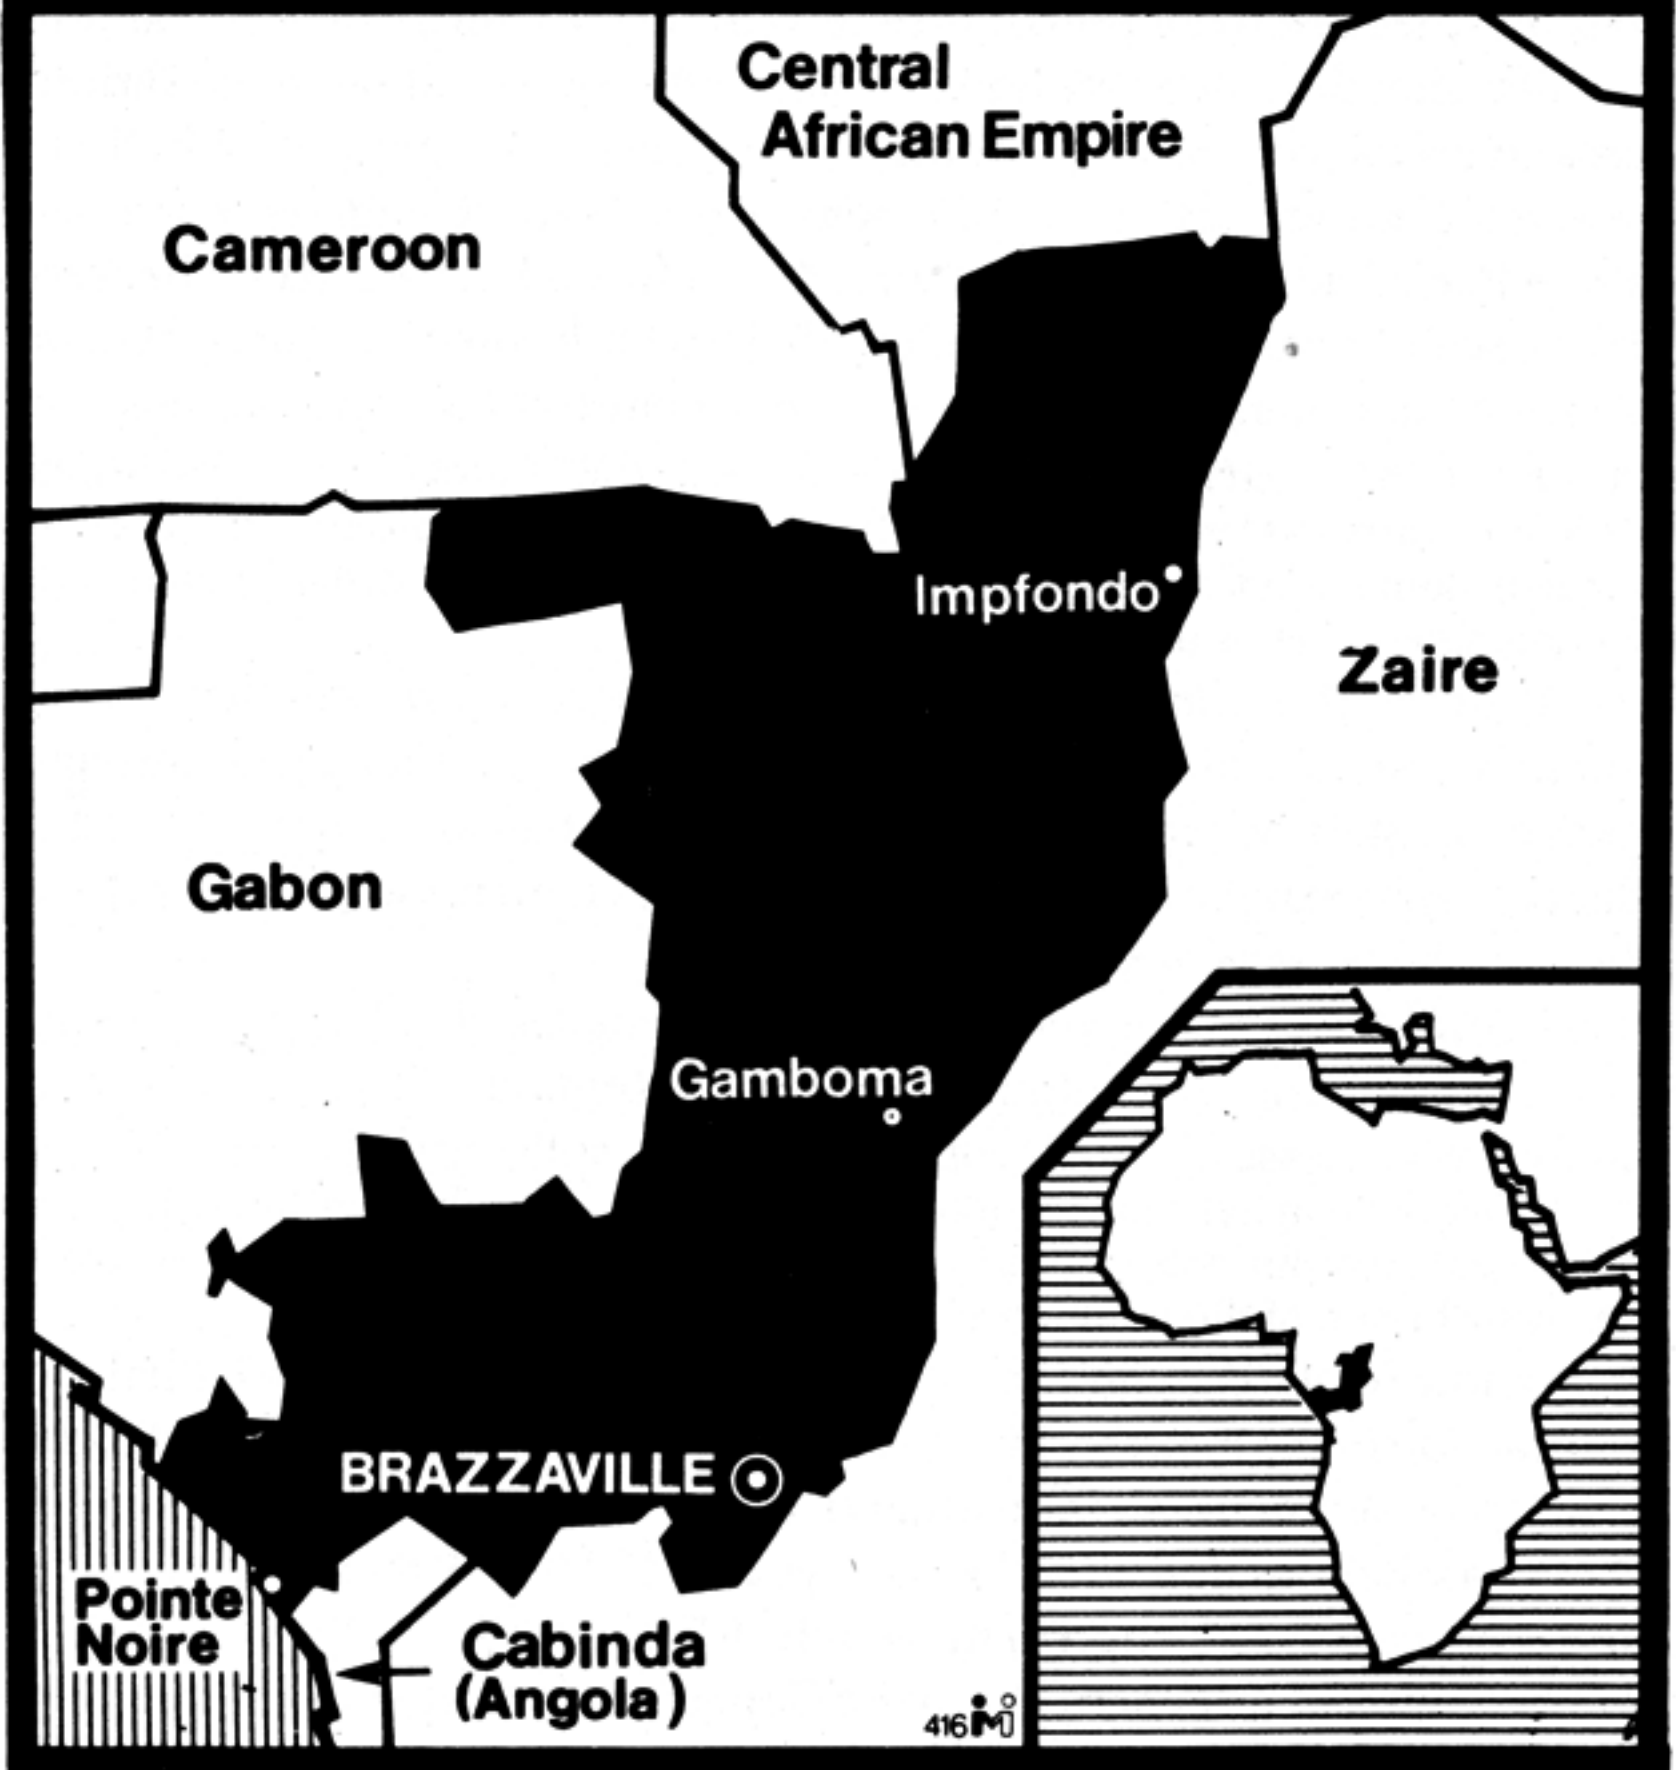 Central
African Empire
Cameroon
Impfondo
Zaire
Gabon
Gamboma
BRAZZAVILLE
Pointe
Noire
Cabinda
(Angola)
416